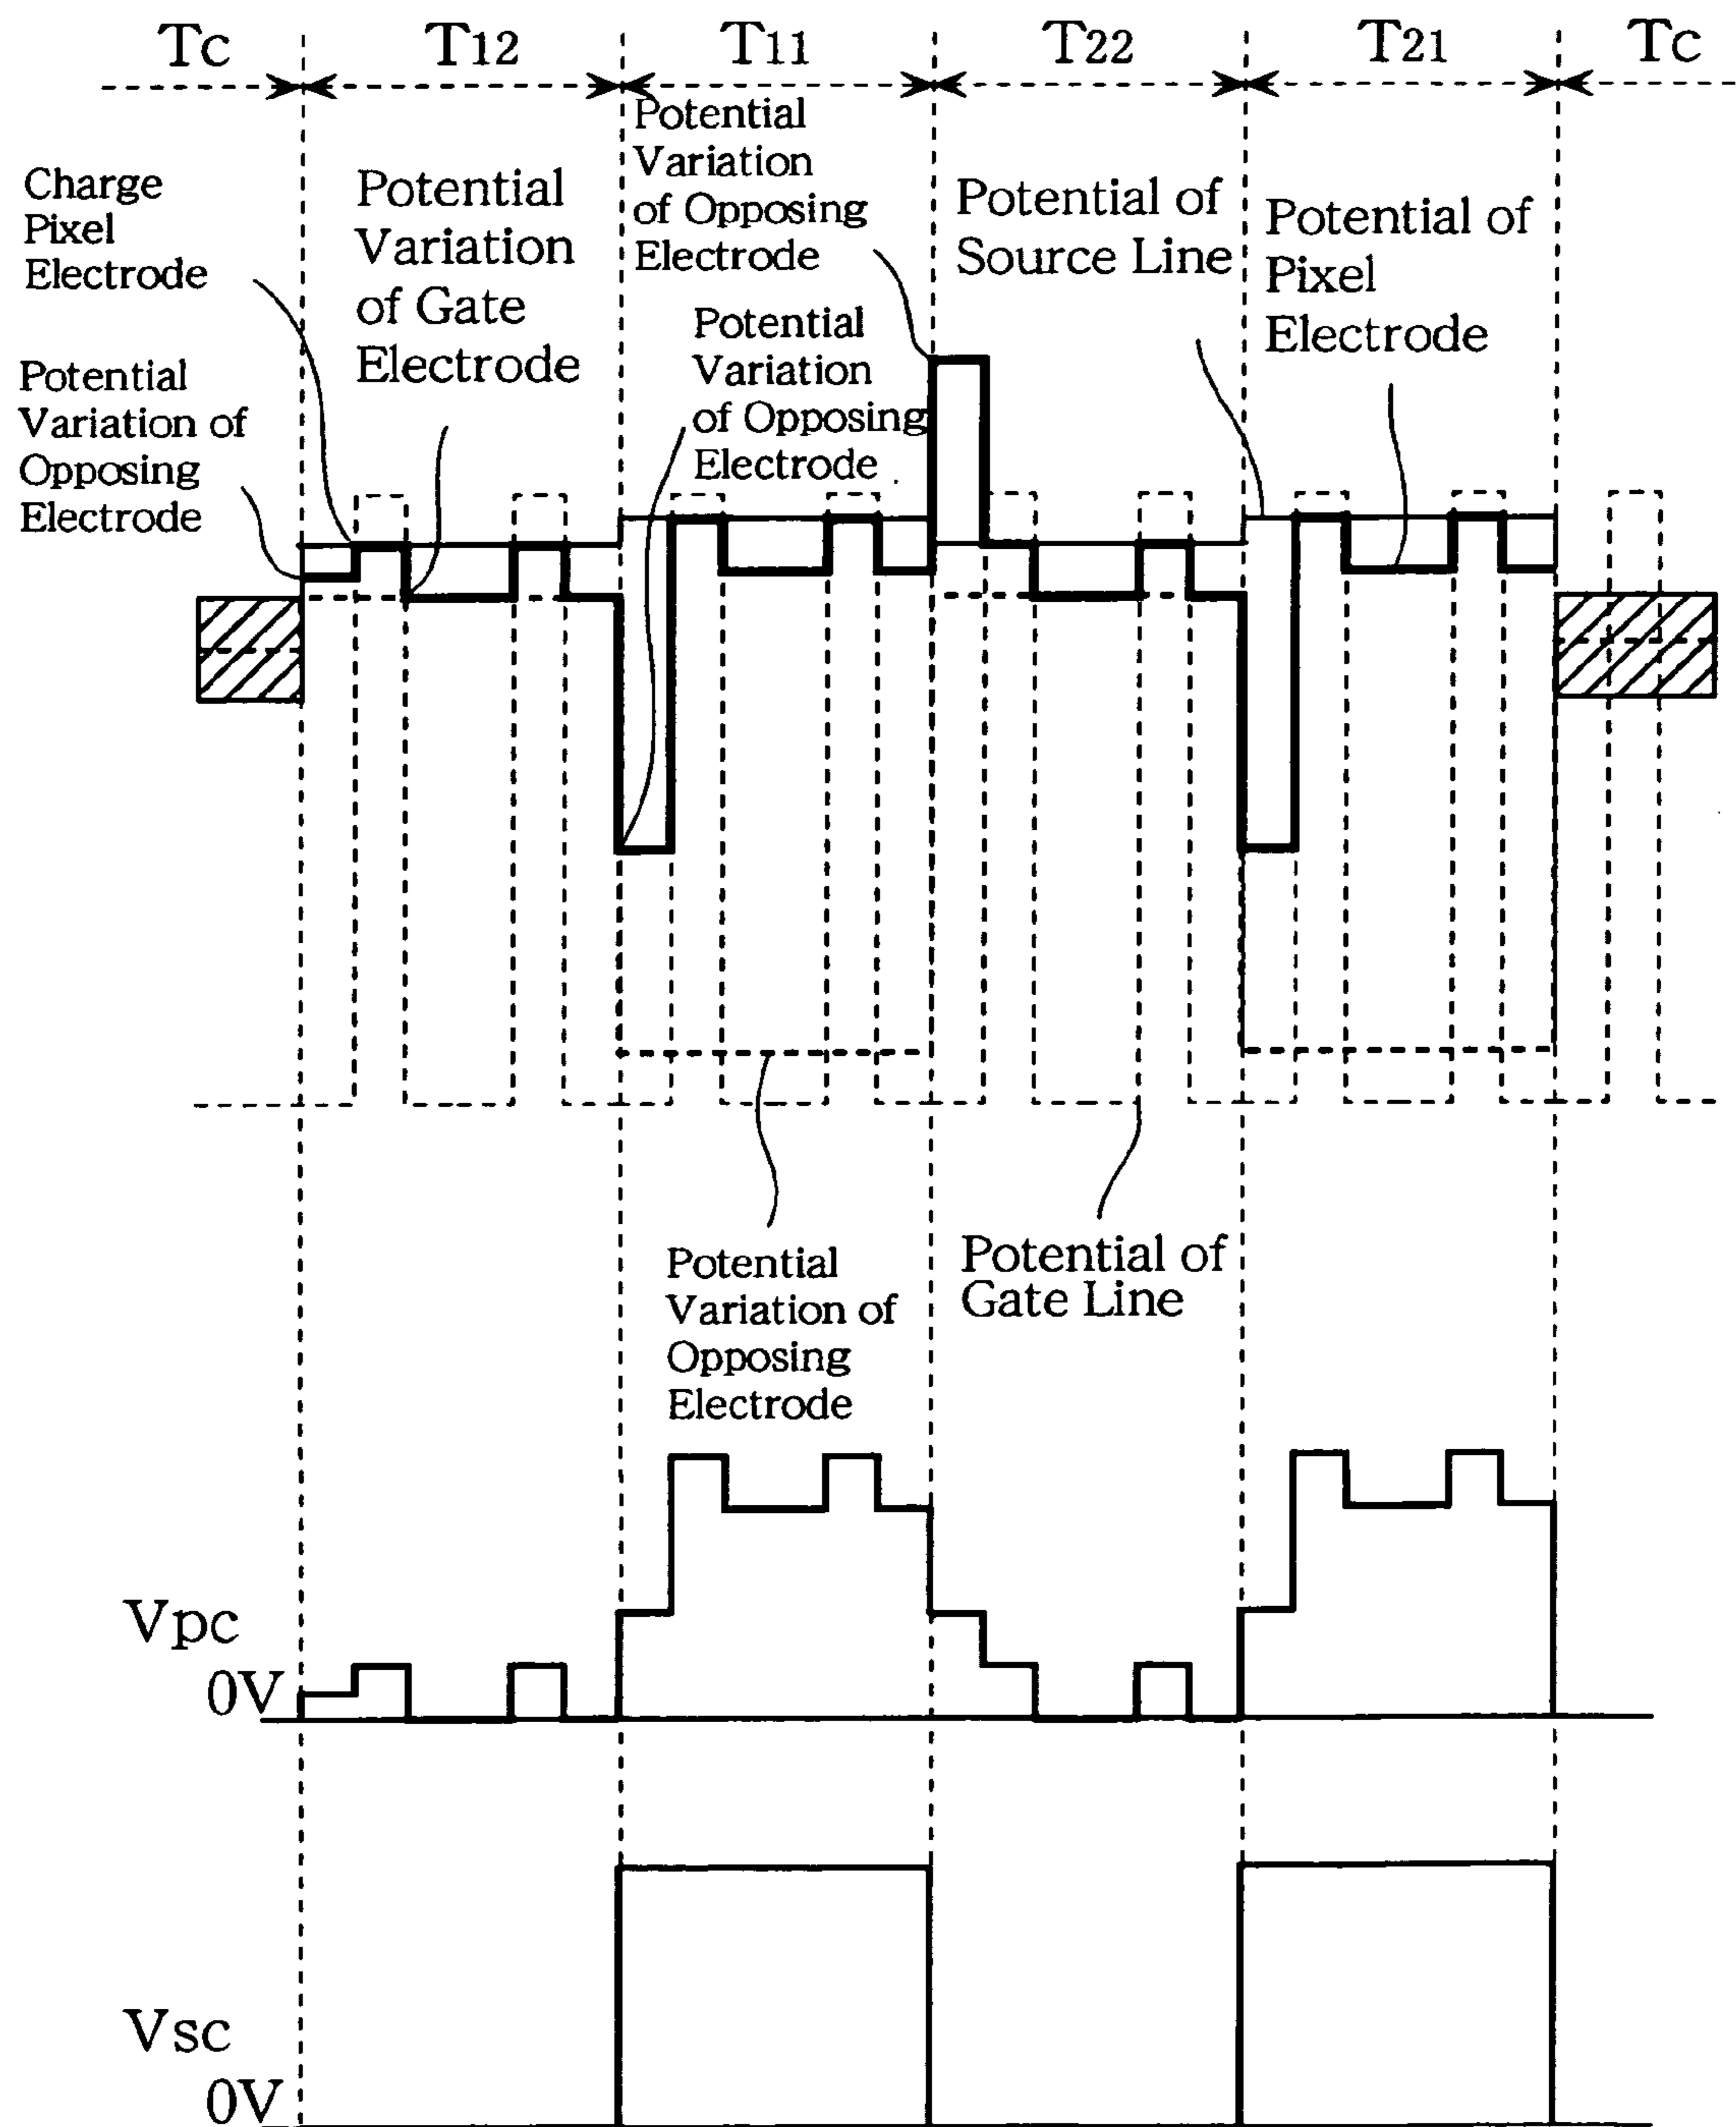 Tc T12 T11 T22 T21 Tc
Charge
Pixel
Electrode
Potential
Variation of
Opposing
Electrode
Potential
Variation
of Gate
Electrode
Potential
Variation
of Opposing
Electrode
Potential
Variation
of Opposing
Electrode
Potential of
Source Line
Potential of
Pixel
Electrode
Potential
Variation of
Opposing
Electrode
Potential of
Gate Line
Vpc
0V
Vsc
0V